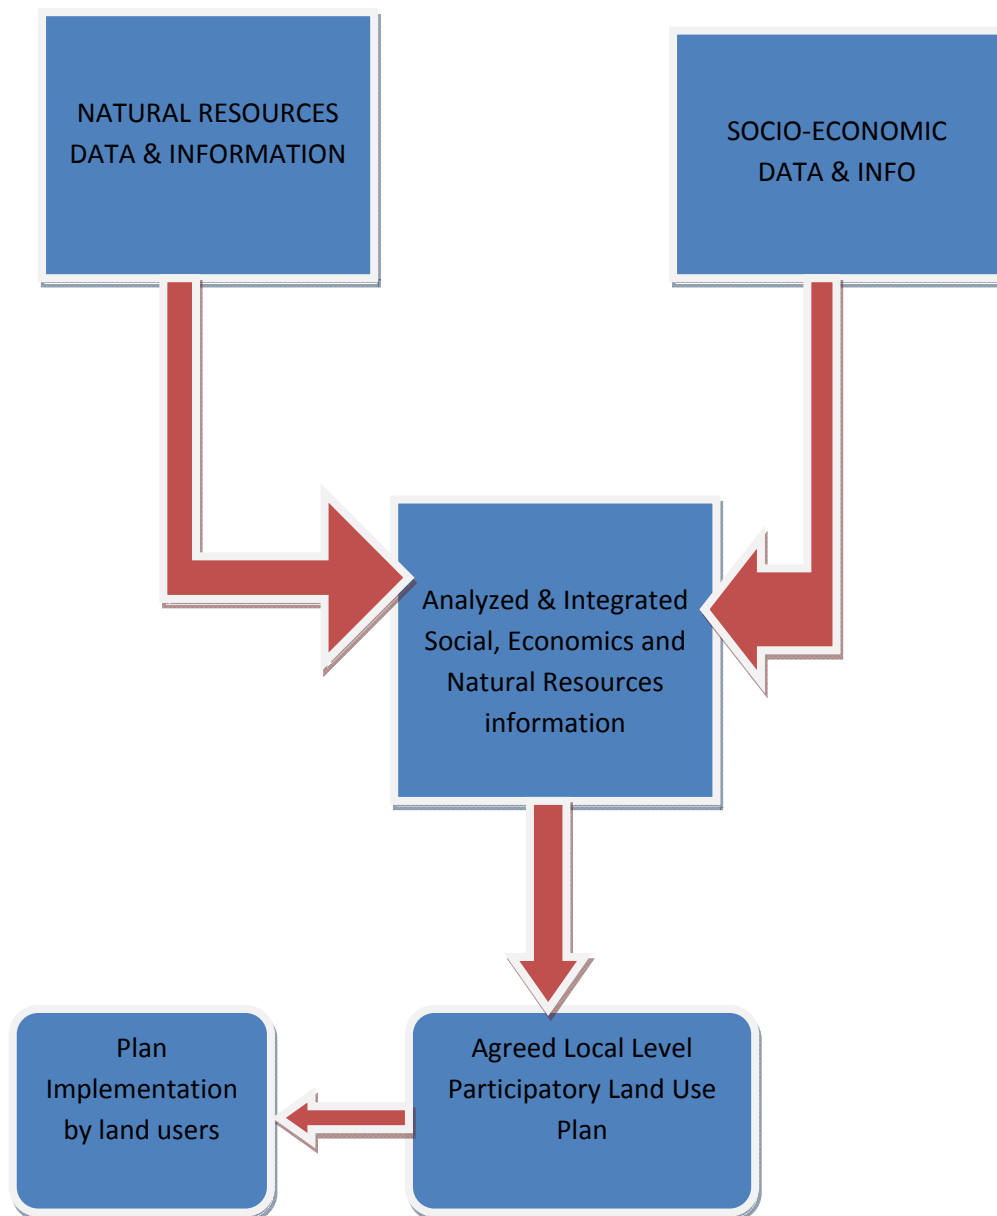 NATURAL RESOURCES
DATA & INFORMATION
SOCIO-ECONOMIC
DATA & INFO
Analyzed & Integrated
Social, Economics and
Natural Resources
information
Plan
Implementation
by land users
Agreed Local Level
Participatory Land Use
Plan